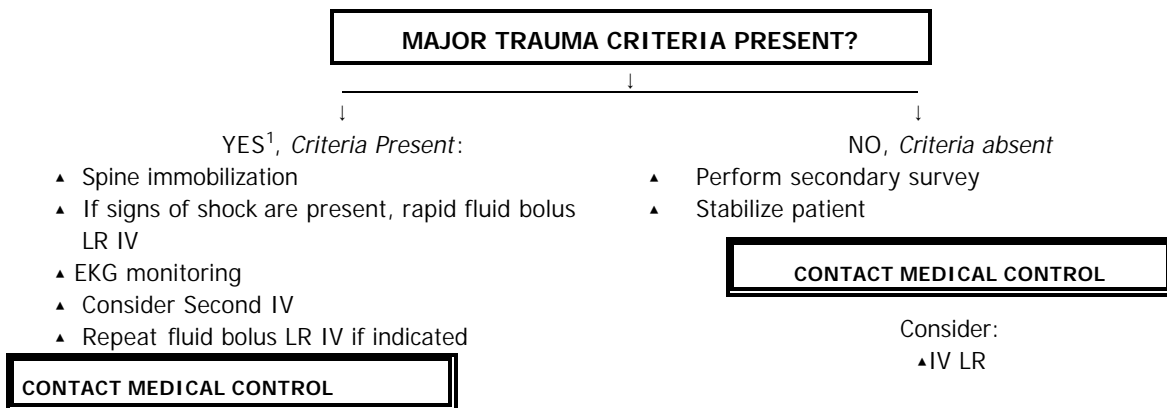 MAJOR TRAUMA CRITERIA PRESENT?
↓
↓
↓
YES¹, Criteria Present:
▲ Spine immobilization
▲ If signs of shock are present, rapid fluid bolus
LR IV
▲ EKG monitoring
▲ Consider Second IV
▲ Repeat fluid bolus LR IV if indicated
CONTACT MEDICAL CONTROL
NO, Criteria absent
▲ Perform secondary survey
▲ Stabilize patient
CONTACT MEDICAL CONTROL
Consider:
▲IV LR